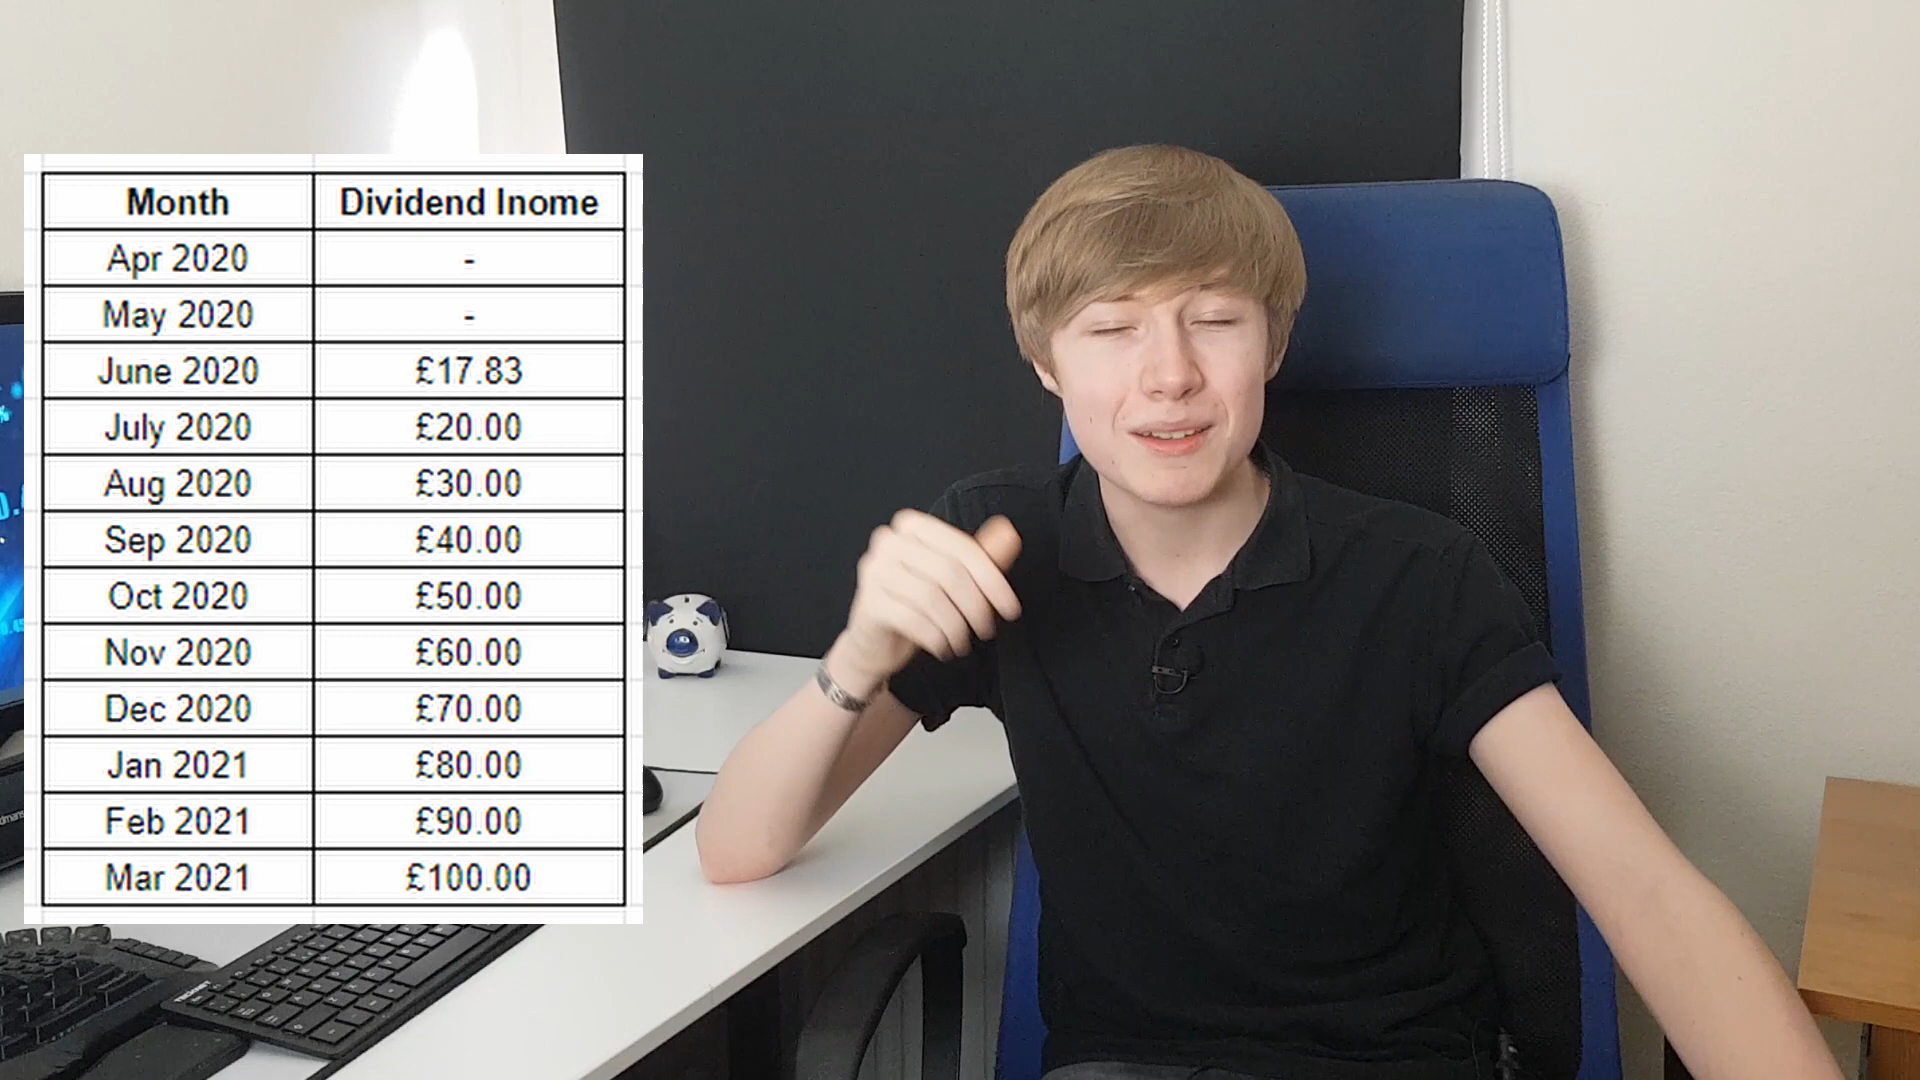 Month Dividend Inome
Apr 2020 -
May 2020 -
June 2020 £17.83
July 2020 £20.00
Aug 2020 £30.00
Sep 2020 £40.00
Oct 2020 £50.00
Nov 2020 £60.00
Dec 2020 £70.00
Jan 2021 £80.00
Feb 2021 £90.00
Mar 2021 £100.00